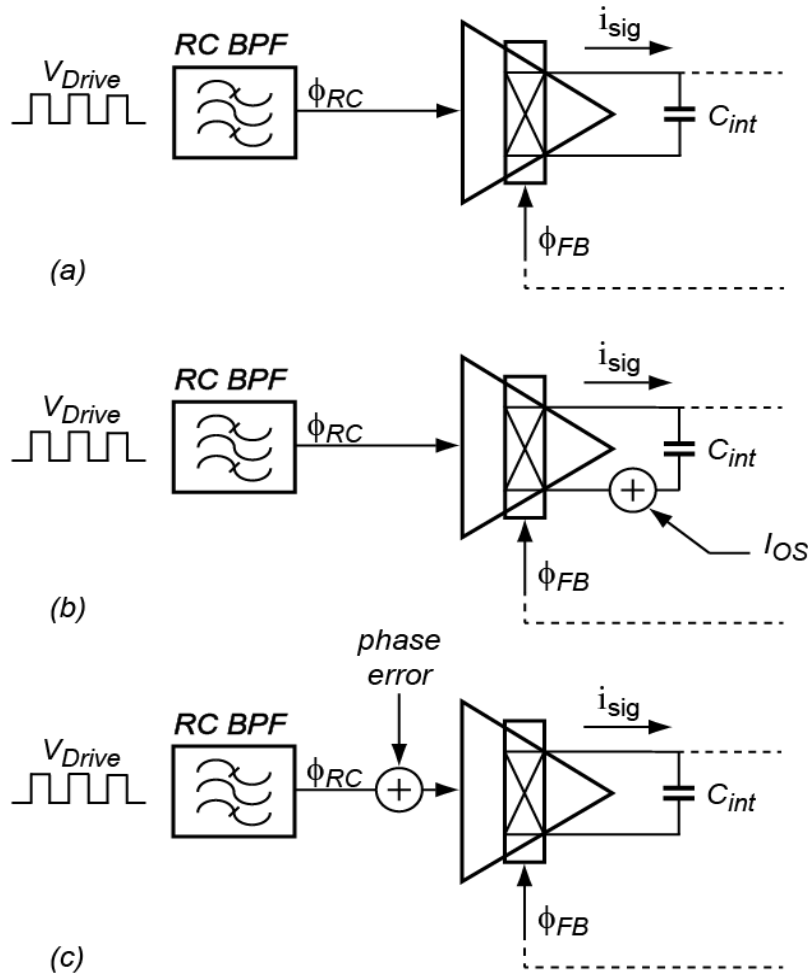 RC BPF
i_sig
V_Drive
ϕ_RC
C_int
ϕ_FB
(a)
RC BPF
i_sig
V_Drive
ϕ_RC
C_int
I_OS
ϕ_FB
(b)
phase
error
RC BPF
i_sig
V_Drive
ϕ_RC
C_int
ϕ_FB
(c)